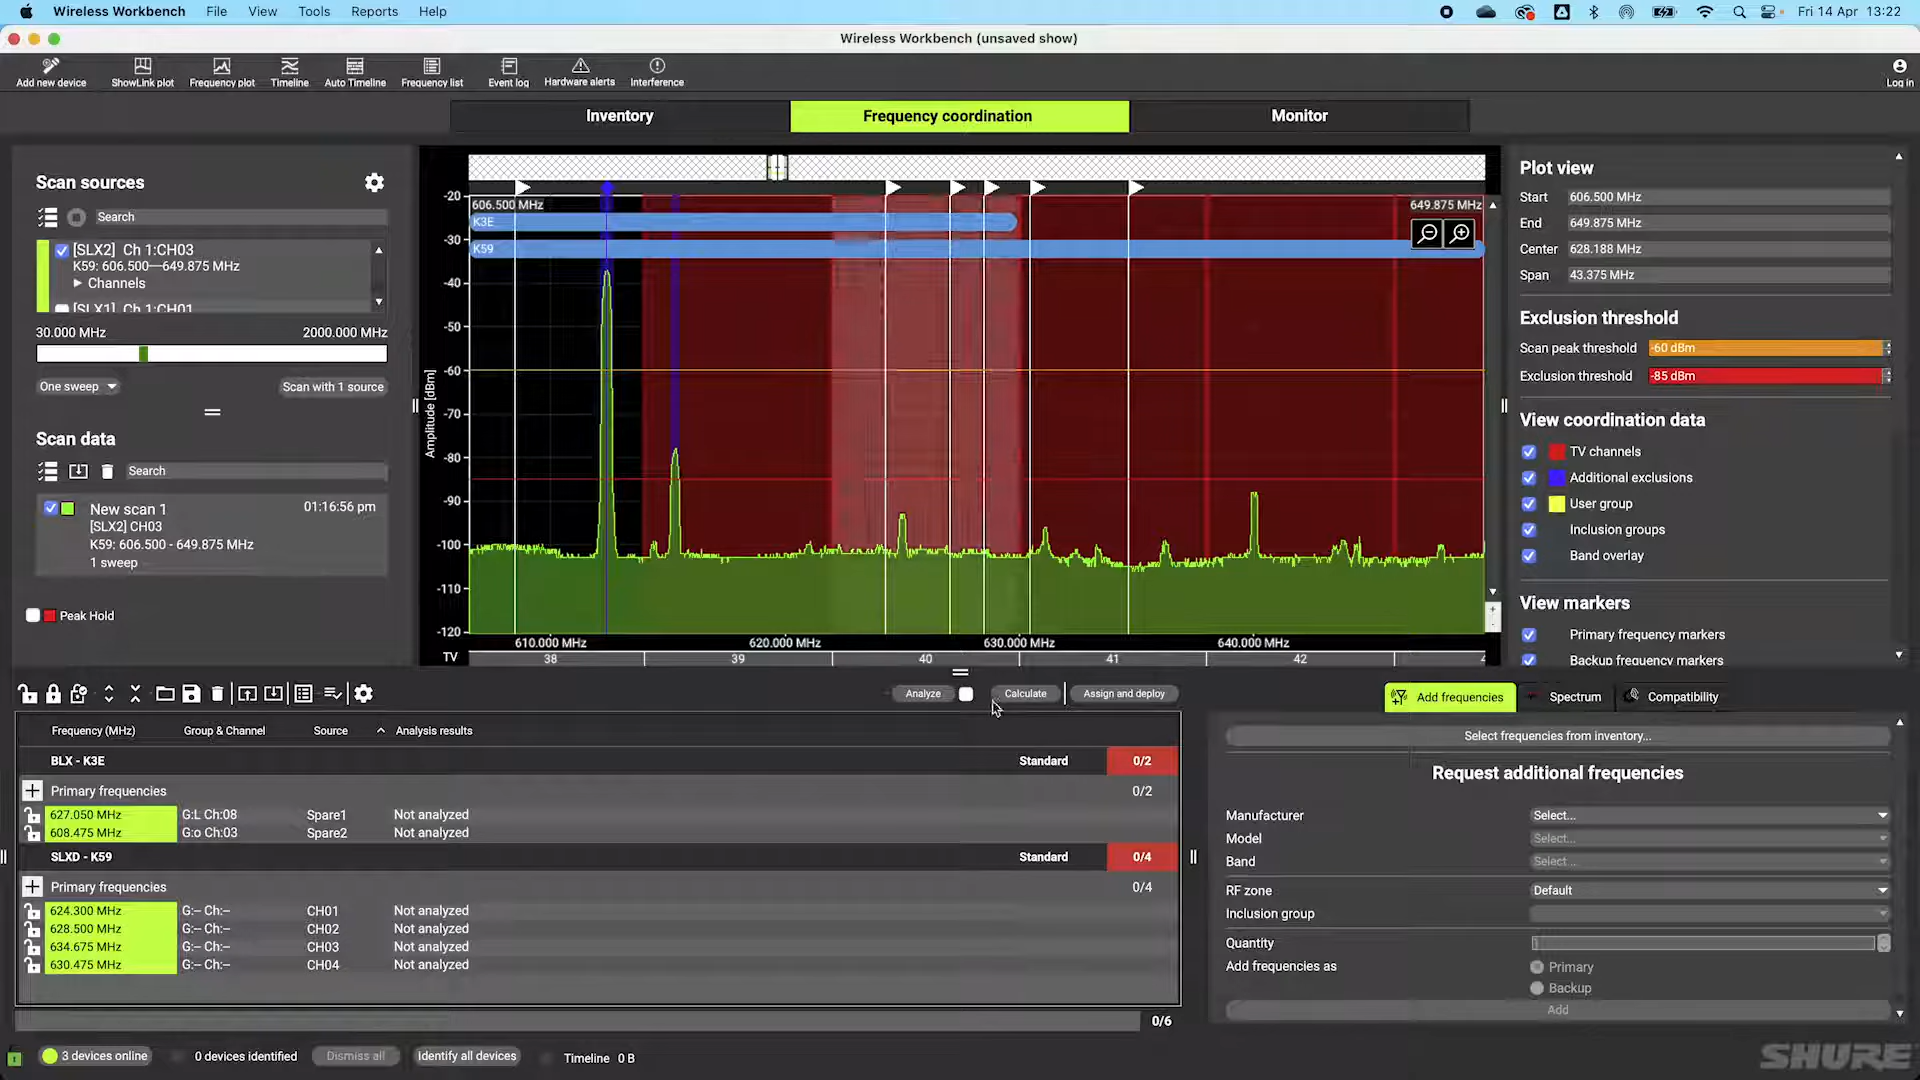 Wireless Workbench File View Tools Reports Help
Fri 14 Apr 13:22
Wireless Workbench (unsaved show)
Add new device ShowLink plot Frequency plot Timeline Auto Timeline Frequency list Event log Hardware alerts Interference
Log in
Inventory Frequency coordination Monitor
Scan sources
Search
[SLX2] Ch 1:CH03
K59: 606.500—649.875 MHz
Channels
[SLX1] Ch 1:CH01
30.000 MHz 2000.000 MHz
One sweep Scan with 1 source
Scan data
Search
New scan 1 01:16:56 pm
[SLX2] CH03
K59: 606.500 - 649.875 MHz
1 sweep
Peak Hold
Amplitude [dBm]
-20
-30
-40
-50
-60
-70
-80
-90
-100
-110
-120
606.500 MHz 649.875 MHz
K3E
K59
610.000 MHz 620.000 MHz 630.000 MHz 640.000 MHz
TV 38 39 40 41 42
Plot view
Start 606.500 MHz
End 649.875 MHz
Center 628.188 MHz
Span 43.375 MHz
Exclusion threshold
Scan peak threshold -60 dBm
Exclusion threshold -85 dBm
View coordination data
TV channels
Additional exclusions
User group
Inclusion groups
Band overlay
View markers
Primary frequency markers
Backup frequency markers
Analyze Calculate Assign and deploy
Frequency (MHz) Group & Channel Source Analysis results
BLX - K3E Standard 0/2
Primary frequencies 0/2
627.050 MHz G:L Ch:08 Spare1 Not analyzed
608.475 MHz G:o Ch:03 Spare2 Not analyzed
SLXD - K59 Standard 0/4
Primary frequencies 0/4
624.300 MHz G:-- Ch:-- CH01 Not analyzed
628.500 MHz G:-- Ch:-- CH02 Not analyzed
634.675 MHz G:-- Ch:-- CH03 Not analyzed
630.475 MHz G:-- Ch:-- CH04 Not analyzed
0/6
Add frequencies Spectrum Compatibility
Select frequencies from inventory...
Request additional frequencies
Manufacturer Select...
Model Select...
Band Select...
RF zone Default
Inclusion group
Quantity 1
Add frequencies as Primary
Backup
Add
3 devices online 0 devices identified Dismiss all Identify all devices Timeline 0 B
SHURE